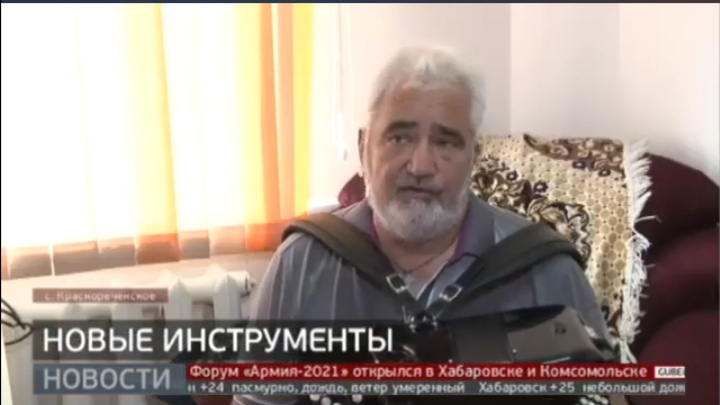 с. Краснореченское
НОВЫЕ ИНСТРУМЕНТЫ
НОВОСТИ
Форум «Армия-2021» открылся в Хабаровске и Комсомольске
GUBE
н +24 пасмурно, дождь, ветер умеренный Хабаровск +25 небольшой дож